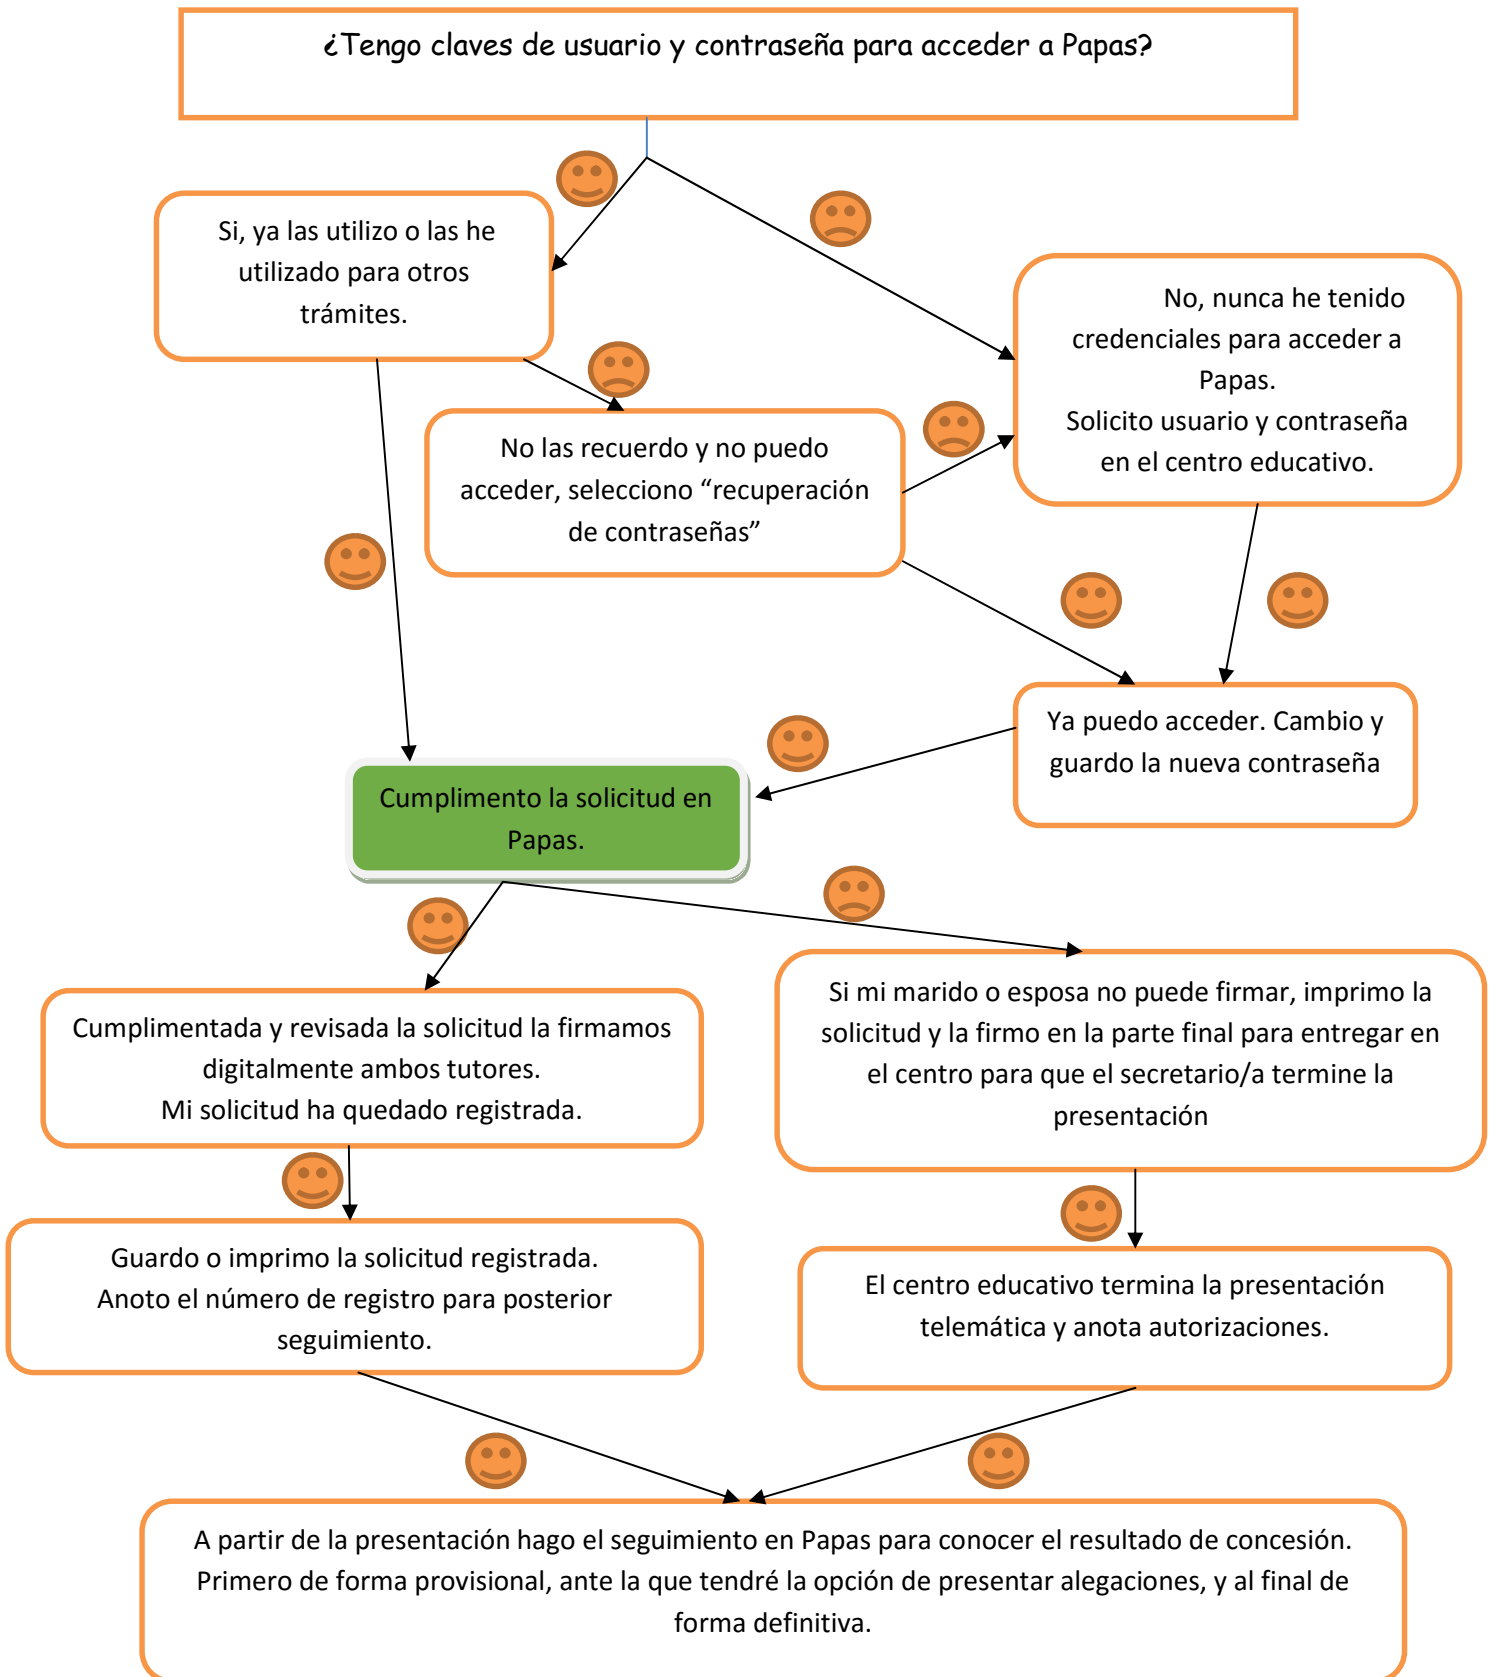 ¿Tengo claves de usuario y contraseña para acceder a Papas?
Si, ya las utilizo o las he
utilizado para otros
trámites.
No, nunca he tenido
credenciales para acceder a
Papas.
Solicito usuario y contraseña
en el centro educativo.
No las recuerdo y no puedo
acceder, selecciono “recuperación
de contraseñas”
Ya puedo acceder. Cambio y
guardo la nueva contraseña
Cumplimento la solicitud en
Papas.
Cumplimentada y revisada la solicitud la firmamos
digitalmente ambos tutores.
Mi solicitud ha quedado registrada.
Si mi marido o esposa no puede firmar, imprimo la
solicitud y la firmo en la parte final para entregar en
el centro para que el secretario/a termine la
presentación
Guardo o imprimo la solicitud registrada.
Anoto el número de registro para posterior
seguimiento.
El centro educativo termina la presentación
telemática y anota autorizaciones.
A partir de la presentación hago el seguimiento en Papas para conocer el resultado de concesión.
Primero de forma provisional, ante la que tendré la opción de presentar alegaciones, y al final de
forma definitiva.